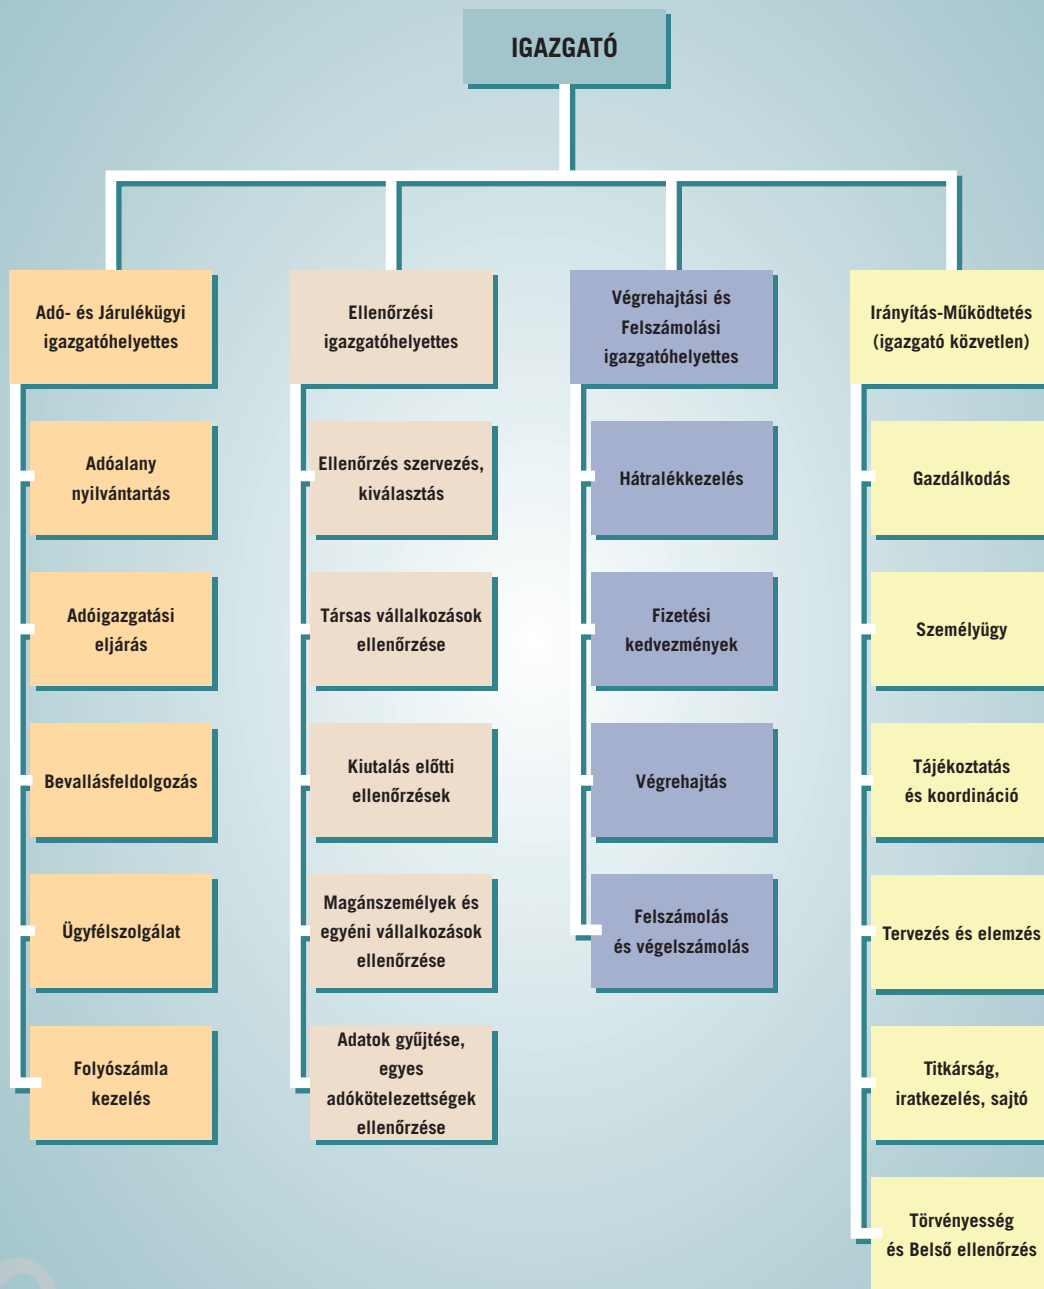 IGAZGATÓ
Adó- és Járulékügyi
igazgatóhelyettes
Adóalany
nyilvántartás
Adóigazgatási
eljárás
Bevallásfeldolgozás
Ügyfélszolgálat
Folyószámla
kezelés
Ellenőrzési
igazgatóhelyettes
Ellenőrzés szervezés,
kiválasztás
Társas vállalkozások
ellenőrzése
Kiutalás előtti
ellenőrzések
Magánszemélyek és
egyéni vállalkozások
ellenőrzése
Adatok gyűjtése,
egyes
adókötelezettségek
ellenőrzése
Végrehajtási és
Felszámolási
igazgatóhelyettes
Hátralékkezelés
Fizetési
kedvezmények
Végrehajtás
Felszámolás
és végelszámolás
Irányítás-Működtetés
(igazgató közvetlen)
Gazdálkodás
Személyügy
Tájékoztatás
és koordináció
Tervezés és elemzés
Titkárság,
iratkezelés, sajtó
Törvényesség
és Belső ellenőrzés